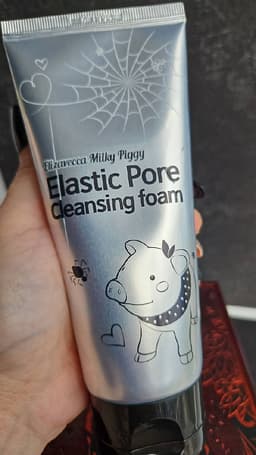 Elizavecca Milky Piggy
Elastic Pore
Cleansing foam